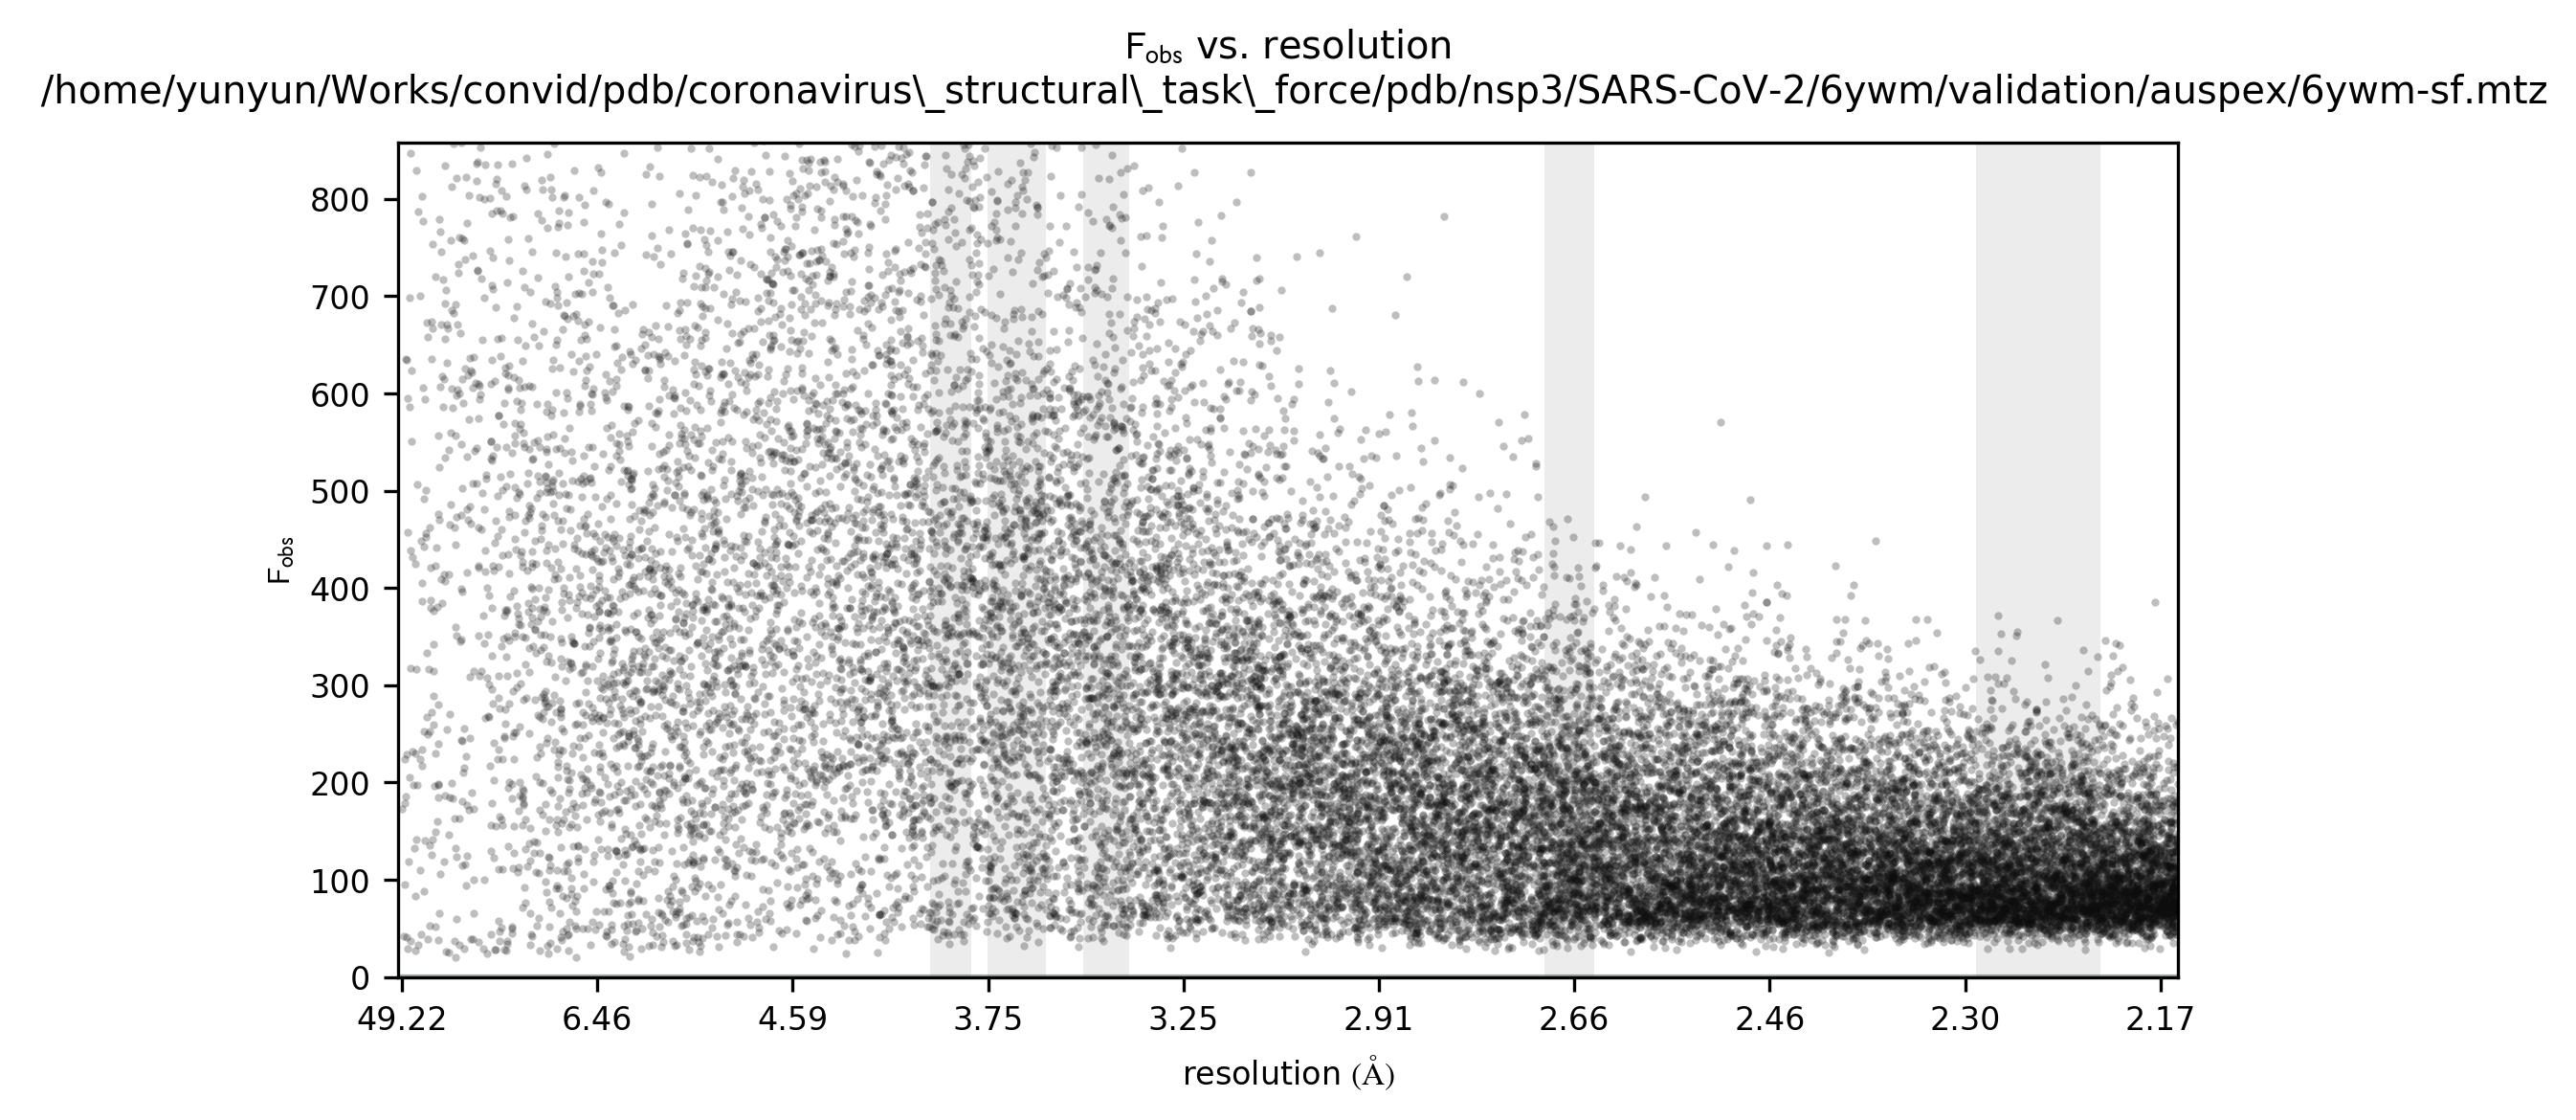 Fobs vs. resolution
/home/yunyun/Works/convid/pdb/coronavirus\_structural\_task\_force/pdb/nsp3/SARS-CoV-2/6ywm/validation/auspex/6ywm-sf.mtz
800
700
600
500
400
300
200
100
0
Fobs
49.22 6.46 4.59 3.75 3.25 2.91 2.66 2.46 2.30 2.17
resolution (Å)